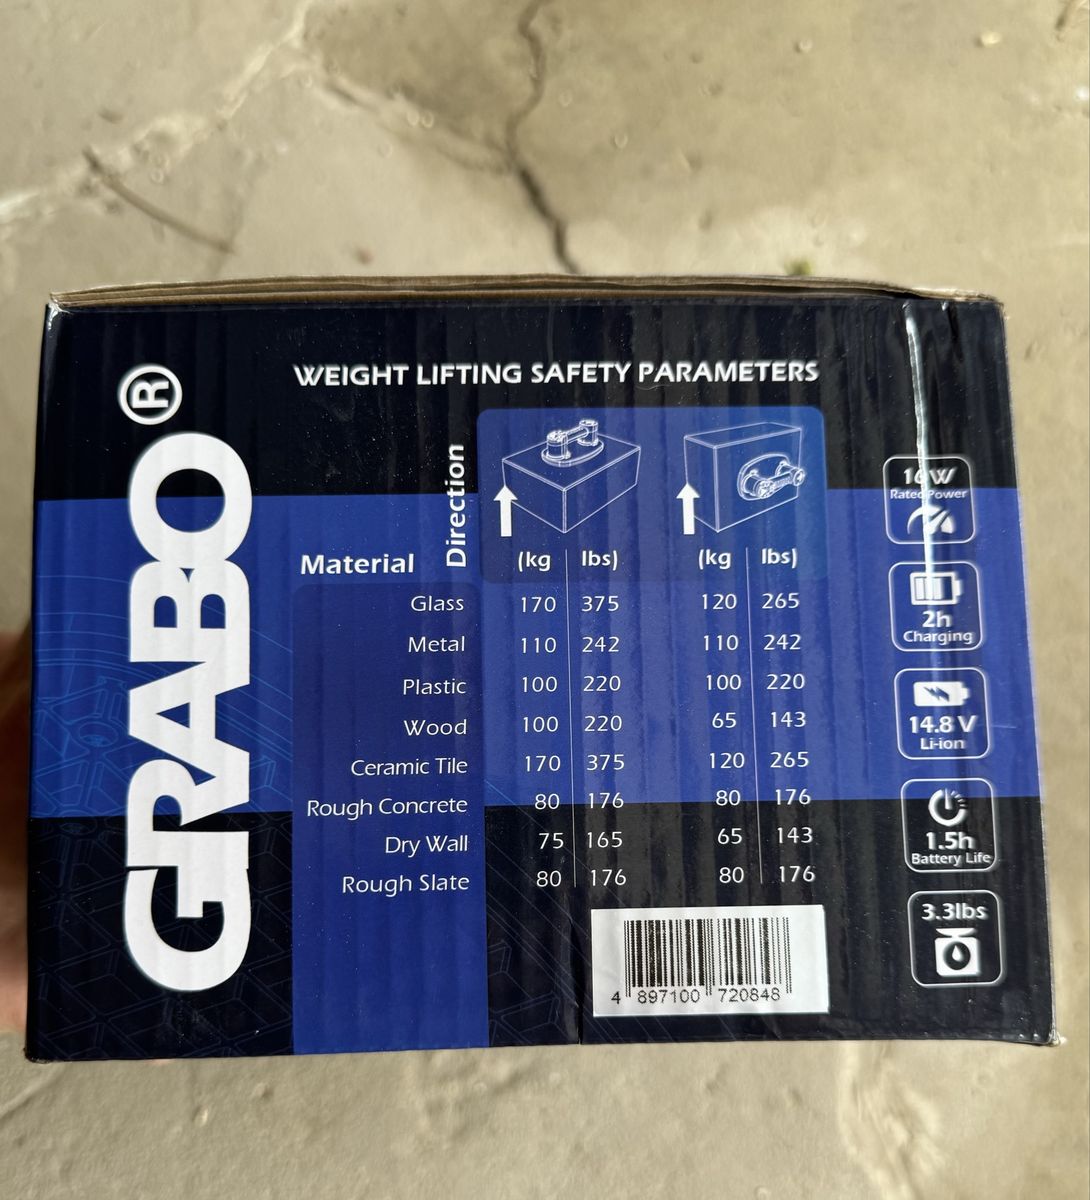 GRABO®
WEIGHT LIFTING SAFETY PARAMETERS
Material Direction (kg lbs) (kg lbs)
Glass 170 375 120 265
Metal 110 242 110 242
Plastic 100 220 100 220
Wood 100 220 65 143
Ceramic Tile 170 375 120 265
Rough Concrete 80 176 80 176
Dry Wall 75 165 65 143
Rough Slate 80 176 80 176
4 897100 720848
Rated Power
2h
Charging
14.8 V
Li-ion
1.5h
Battery Life
3.3lbs